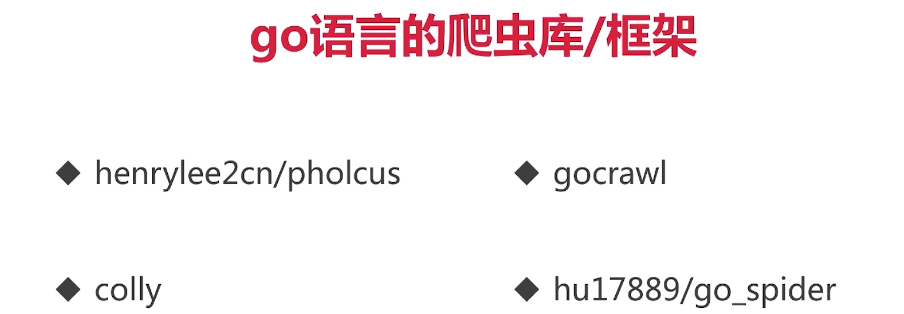 go语言的爬虫库/框架
◆ henrylee2cn/pholcus
◆ gocrawl
◆ colly
◆ hu17889/go_spider